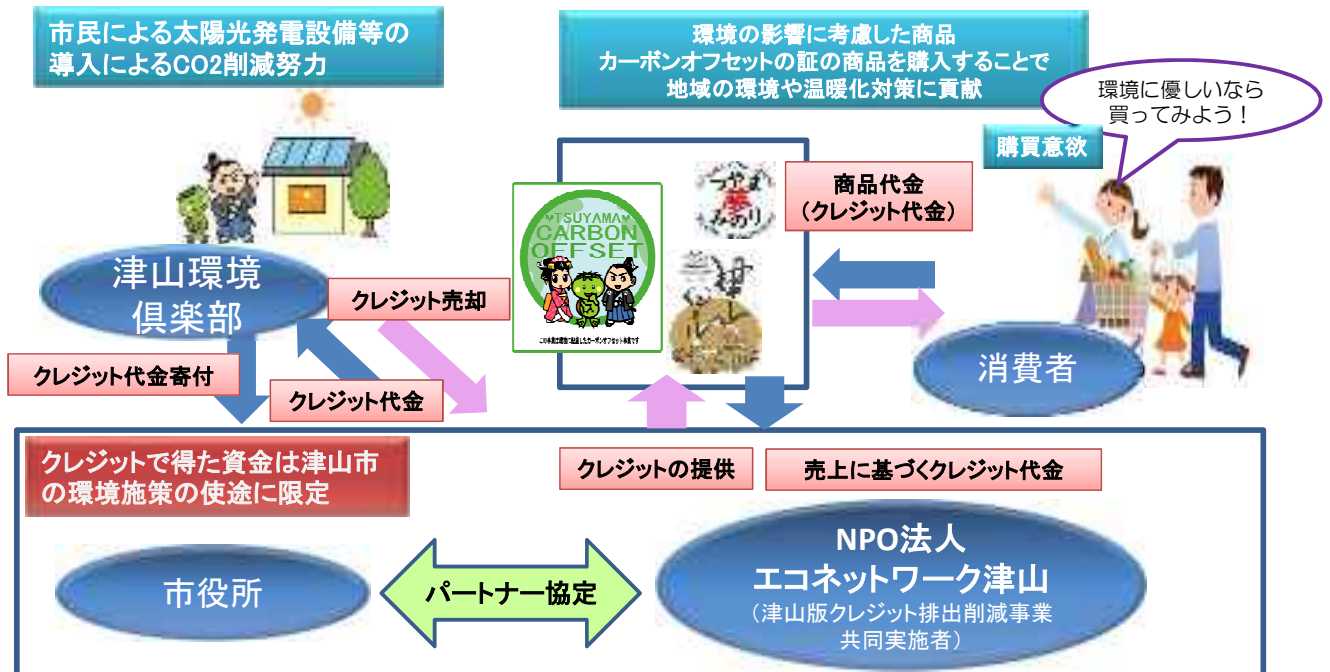 市民による太陽光発電設備等の
導入によるCO2削減努力
環境の影響に考慮した商品
カーボンオフセットの証の商品を購入することで
地域の環境や温暖化対策に貢献
環境に優しいなら
買ってみよう！
購買意欲
商品代金
（クレジット代金）
つやま
夢
みのり
TSUYAMA
CARBON
OFFSET
津山環境
倶楽部
クレジット売却
クレジット代金寄付
クレジット代金
消費者
クレジットで得た資金は津山市
の環境施策の使途に限定
クレジットの提供
売上に基づくクレジット代金
市役所
パートナー協定
NPO法人
エコネットワーク津山
（津山版クレジット排出削減事業
共同実施者）